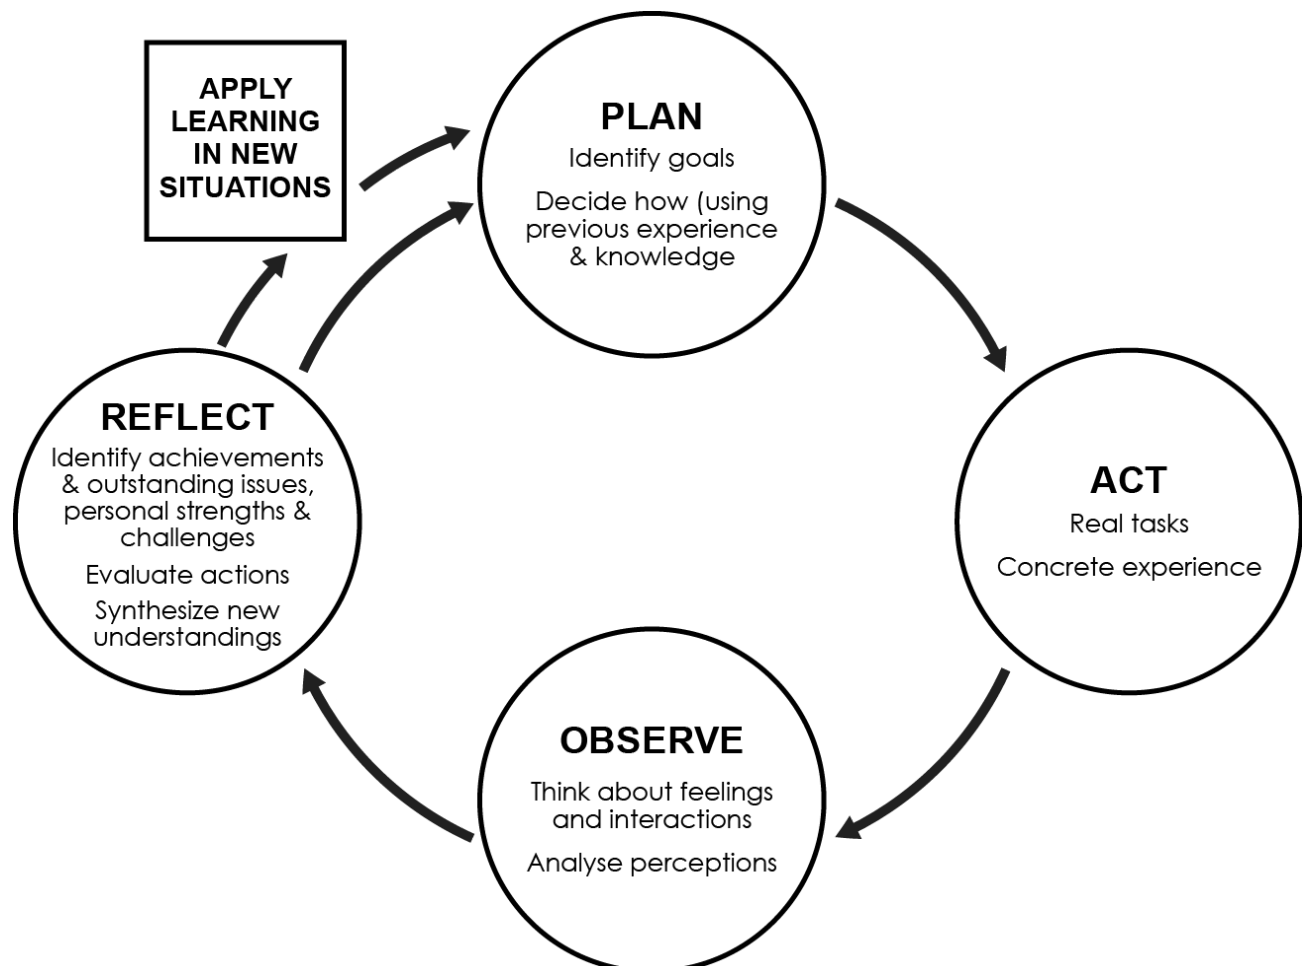 APPLY
LEARNING
IN NEW
SITUATIONS
PLAN
Identify goals
Decide how (using
previous experience
& knowledge
ACT
Real tasks
Concrete experience
OBSERVE
Think about feelings
and interactions
Analyse perceptions
REFLECT
Identify achievements
& outstanding issues,
personal strengths &
challenges
Evaluate actions
Synthesize new
understandings